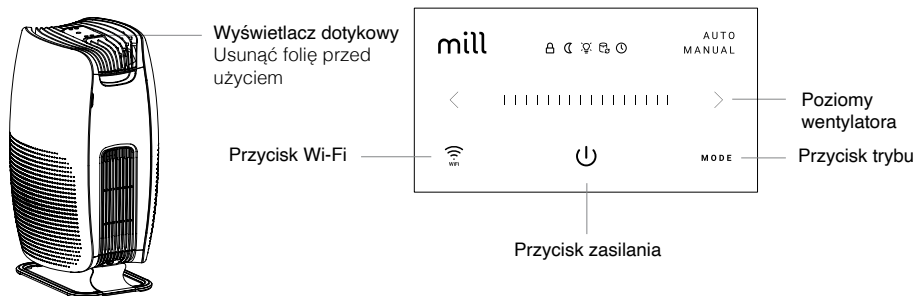 Wyświetlacz dotykowy
Usunąć folię przed
użyciem
mill
AUTO
MANUAL
Poziomy
wentylatora
Przycisk Wi-Fi
WIFI
MODE
Przycisk trybu
Przycisk zasilania